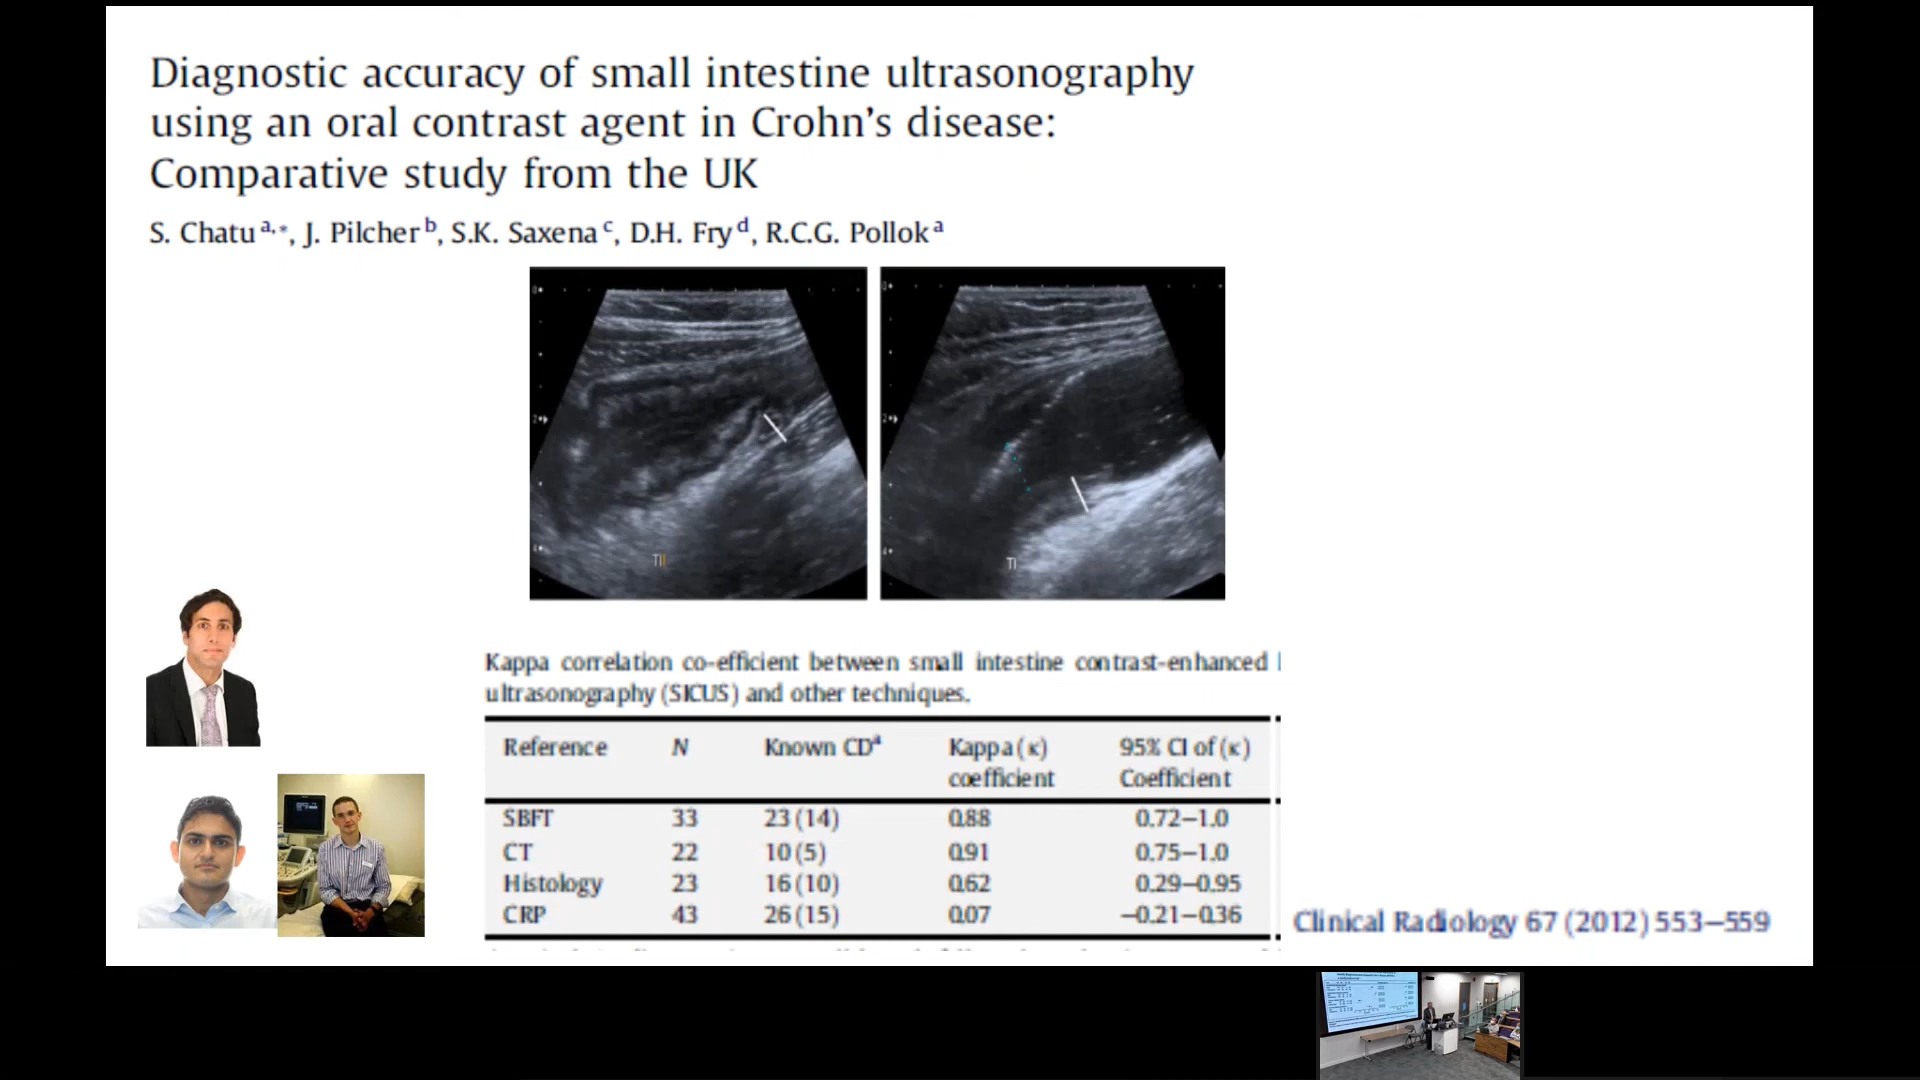 Diagnostic accuracy of small intestine ultrasonography
using an oral contrast agent in Crohn's disease:
Comparative study from the UK
S. Chatu a,*, J. Pilcher b, S.K. Saxena c, D.H. Fry d, R.C.G. Pollok a
TI
TI
Kappa correlation co-efficient between small intestine contrast-enhanced
ultrasonography (SICUS) and other techniques.
Reference N Known CDa Kappa (κ) coefficient 95% CI of (κ) Coefficient
SBFT 33 23 (14) 0.88 0.72–1.0
CT 22 10 (5) 0.91 0.75–1.0
Histology 23 16 (10) 0.62 0.29–0.95
CRP 43 26 (15) 0.07 −0.21–0.36
Clinical Radiology 67 (2012) 553–559